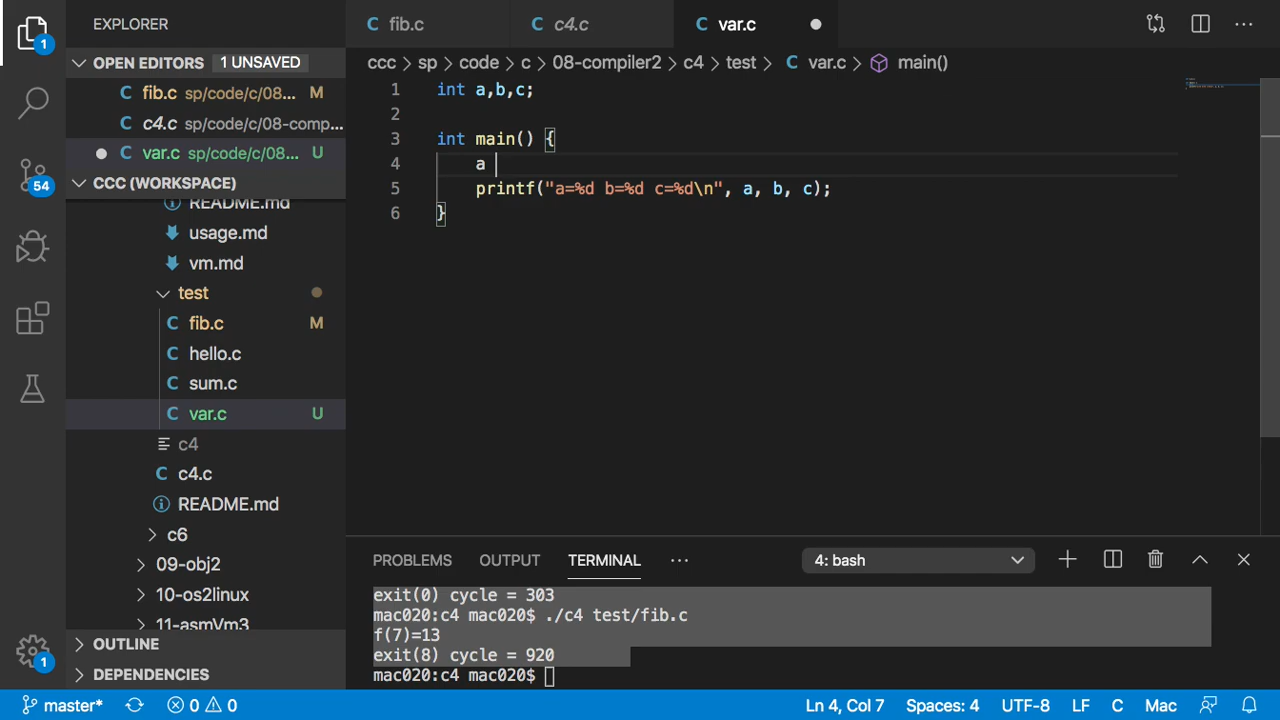 EXPLORER
OPEN EDITORS 1 UNSAVED
fib.c sp/code/c/08... M
c4.c sp/code/c/08-comp...
var.c sp/code/c/08... U
CCC (WORKSPACE)
README.md
usage.md
vm.md
test
fib.c M
hello.c
sum.c
var.c U
c4
c4.c
README.md
c6
09-obj2
10-os2linux
11-asmVm3
OUTLINE
DEPENDENCIES
1
54
1
fib.c
c4.c
var.c
ccc > sp > code > c > 08-compiler2 > c4 > test > var.c > main()
1 int a,b,c;
2
3 int main() {
4 a
5 printf("a=%d b=%d c=%d\n", a, b, c);
6 }
PROBLEMS OUTPUT TERMINAL ... 4: bash
exit(0) cycle = 303
mac020:c4 mac020$ ./c4 test/fib.c
f(7)=13
exit(8) cycle = 920
mac020:c4 mac020$
master* 0 0 Ln 4, Col 7 Spaces: 4 UTF-8 LF C Mac